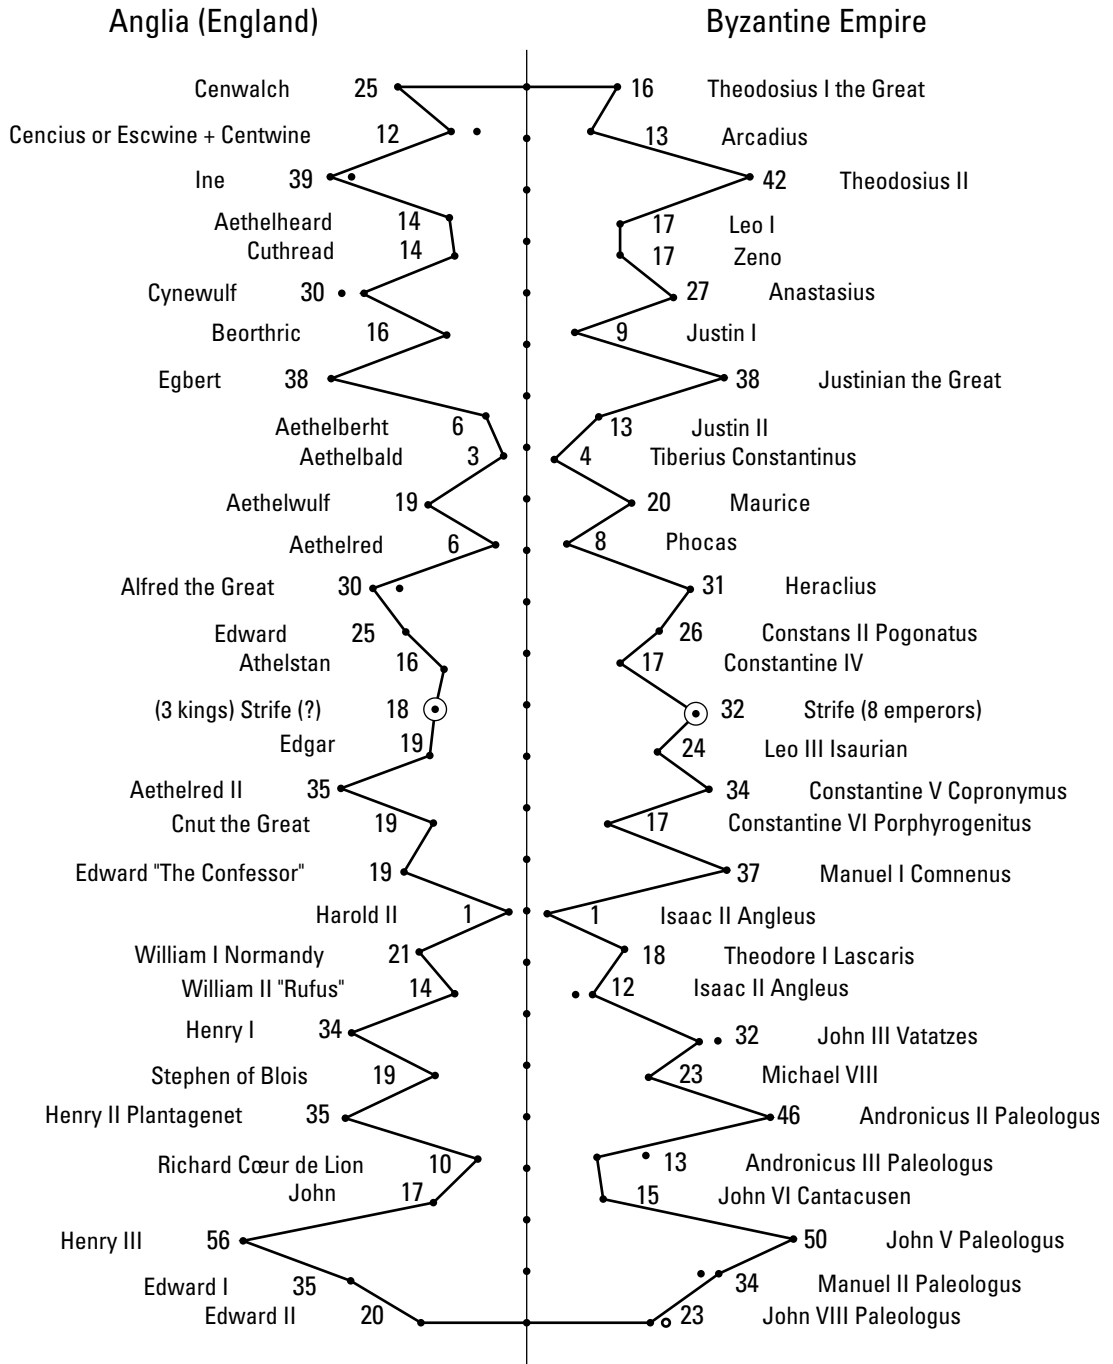 Anglia (England) Byzantine Empire
Cenwalch 25 16 Theodosius I the Great
Cencius or Escwine + Centwine 12 13 Arcadius
Ine 39 42 Theodosius II
Aethelheard 14 17 Leo I
Cuthread 14 17 Zeno
Cynewulf 30 27 Anastasius
Beorthric 16 9 Justin I
Egbert 38 38 Justinian the Great
Aethelberht 6 13 Justin II
Aethelbald 3 4 Tiberius Constantinus
Aethelwulf 19 20 Maurice
Aethelred 6 8 Phocas
Alfred the Great 30 31 Heraclius
Edward 25 26 Constans II Pogonatus
Athelstan 16 17 Constantine IV
(3 kings) Strife (?) 18 32 Strife (8 emperors)
Edgar 19 24 Leo III Isaurian
Aethelred II 35 34 Constantine V Copronymus
Cnut the Great 19 17 Constantine VI Porphyrogenitus
Edward "The Confessor" 19 37 Manuel I Comnenus
Harold II 1 1 Isaac II Angleus
William I Normandy 21 18 Theodore I Lascaris
William II "Rufus" 14 12 Isaac II Angleus
Henry I 34 32 John III Vatatzes
Stephen of Blois 19 23 Michael VIII
Henry II Plantagenet 35 46 Andronicus II Paleologus
Richard Cœur de Lion 10 13 Andronicus III Paleologus
John 17 15 John VI Cantacusen
Henry III 56 50 John V Paleologus
Edward I 35 34 Manuel II Paleologus
Edward II 20 23 John VIII Paleologus